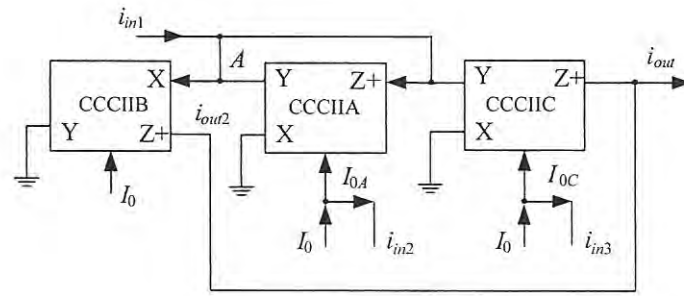 i_in1
A
i_out
X
Y
Z+
Y
Z+
CCCIIB
CCCIIA
CCCIIC
Y
Z+
i_out2
X
X
I_0
I_0A
I_0C
I_0
i_in2
I_0
i_in3